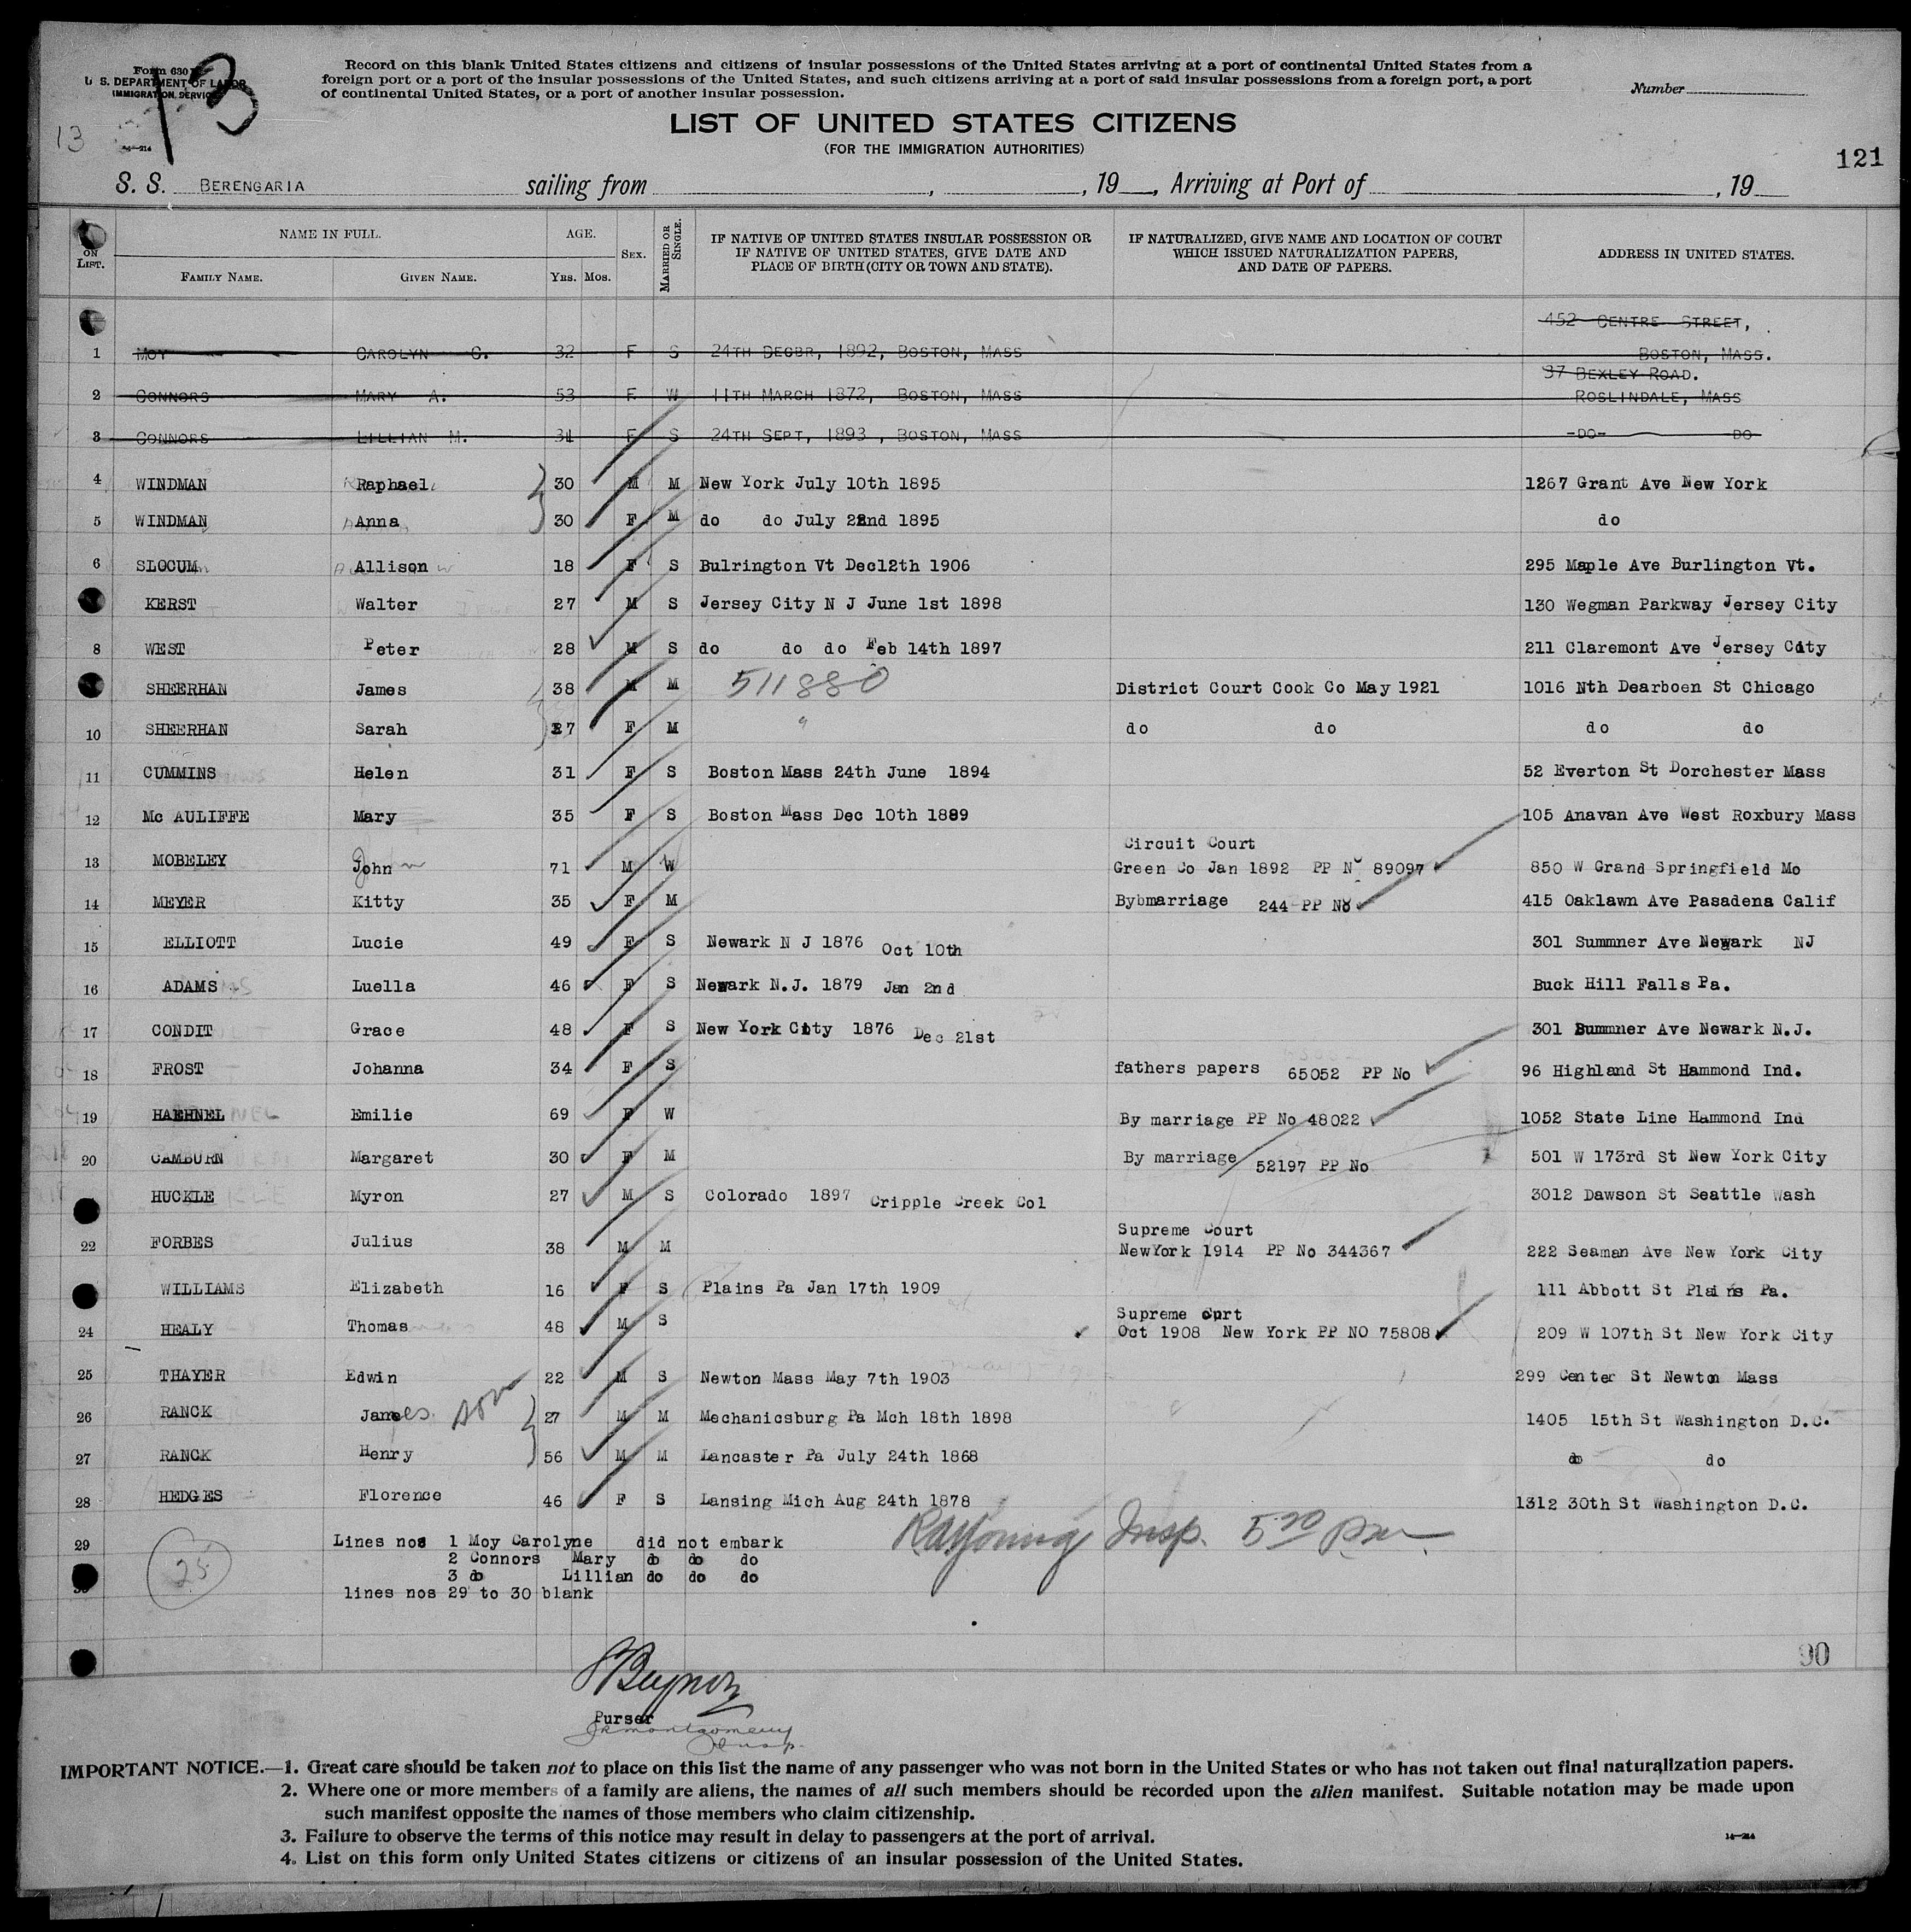 Form 630
U. S. DEPARTMENT OF LABOR
IMMIGRATION SERVICE
13
13
14—214
Record on this blank United States citizens and citizens of insular possessions of the United States arriving at a port of continental United States from a
foreign port or a port of the insular possessions of the United States, and such citizens arriving at a port of said insular possessions from a foreign port, a port
of continental United States, or a port of another insular possession.
Number
LIST OF UNITED STATES CITIZENS
(FOR THE IMMIGRATION AUTHORITIES)
121
S. S. BERENGARIA sailing from , , 19 , Arriving at Port of , 19
ON LIST. NAME IN FULL. FAMILY NAME. GIVEN NAME. AGE. YRS. MOS. SEX. MARRIED OR SINGLE. IF NATIVE OF UNITED STATES INSULAR POSSESSION OR IF NATIVE OF UNITED STATES, GIVE DATE AND PLACE OF BIRTH (CITY OR TOWN AND STATE). IF NATURALIZED, GIVE NAME AND LOCATION OF COURT WHICH ISSUED NATURALIZATION PAPERS, AND DATE OF PAPERS. ADDRESS IN UNITED STATES.
452 CENTRE STREET,
1 MOY CAROLYN C. 32 F S 24TH DECBR, 1892, BOSTON, MASS BOSTON, MASS.
37 BEXLEY ROAD.
2 CONNORS MARY A. 53 F W 11TH MARCH 1872, BOSTON, MASS ROSLINDALE, MASS
3 CONNORS LILLIAN M. 31 F S 24TH SEPT, 1893, BOSTON, MASS -DO- DO
4 WINDMAN Raphael 30 M M New York July 10th 1895 1267 Grant Ave New York
5 WINDMAN Anna 30 F M do do July 22nd 1895 do
6 SLOCUM Allison 18 F S Bulrington Vt Dec12th 1906 295 Maple Ave Burlington Vt.
KERST Walter 27 M S Jersey City N J June 1st 1898 130 Wegman Parkway Jersey City
8 WEST Peter 28 M S do do do Feb 14th 1897 211 Claremont Ave Jersey City
SHEERHAN James 38 M M 511880 District Court Cook Co May 1921 1016 Nth Dearboen St Chicago
10 SHEERHAN Sarah 27 F M " do do do do
11 CUMMINS Helen 31 F S Boston Mass 24th June 1894 52 Everton St Dorchester Mass
12 Mc AULIFFE Mary 35 F S Boston Mass Dec 10th 1889 105 Anavan Ave West Roxbury Mass
Circuit Court
13 MOBELEY John 71 M W Green Co Jan 1892 PP No 89097 850 W Grand Springfield Mo
14 MEYER Kitty 35 F M Bybmarriage 244 PP No 415 Oaklawn Ave Pasadena Calif
15 ELLIOTT Lucie 49 F S Newark N J 1876 Oct 10th 301 Summner Ave Newark NJ
16 ADAMS Luella 46 F S Newark N.J. 1879 Jan 2nd Buck Hill Falls Pa.
17 CONDIT Grace 48 F S New York City 1876 Dec 21st 301 Summner Ave Newark N.J.
18 FROST Johanna 34 F S fathers papers 65052 PP No 96 Highland St Hammond Ind.
19 HAEHNEL Emilie 69 F W By marriage PP No 48022 1052 State Line Hammond Ind
20 CAMBURN Margaret 30 F M By marriage 52197 PP No 501 W 173rd St New York City
HUCKLE Myron 27 M S Colorado 1897 Cripple Creek Col 3012 Dawson St Seattle Wash
Supreme Court
22 FORBES Julius 38 M M NewYork 1914 PP No 344367 222 Seaman Ave New York City
WILLIAMS Elizabeth 16 F S Plains Pa Jan 17th 1909 111 Abbott St Plains Pa.
Supreme Curt
24 HEALY Thomas 48 M S Oct 1908 New York PP NO 75808 209 W 107th St New York City
25 THAYER Edwin 22 M S Newton Mass May 7th 1903 299 Center St Newton Mass
26 RANCK James son 27 M M Mechanicsburg Pa Mch 18th 1898 1405 15th St Washington D.C.
27 RANCK Henry 56 M M Lancaster Pa July 24th 1868 do do
28 HEDGES Florence 46 F S Lansing Mich Aug 24th 1878 1312 30th St Washington D.C.
29 Lines nos 1 Moy Carolyne did not embark
RAYoung Insp. 5 30 pm
2 Connors Mary do do do
25
3 do Lillian do do do
lines nos 29 to 30 blank
90
Purser
JRMontgomery
Insp.
IMPORTANT NOTICE.—1. Great care should be taken not to place on this list the name of any passenger who was not born in the United States or who has not taken out final naturalization papers.
2. Where one or more members of a family are aliens, the names of all such members should be recorded upon the alien manifest. Suitable notation may be made upon
such manifest opposite the names of those members who claim citizenship.
3. Failure to observe the terms of this notice may result in delay to passengers at the port of arrival.
14—214
4. List on this form only United States citizens or citizens of an insular possession of the United States.